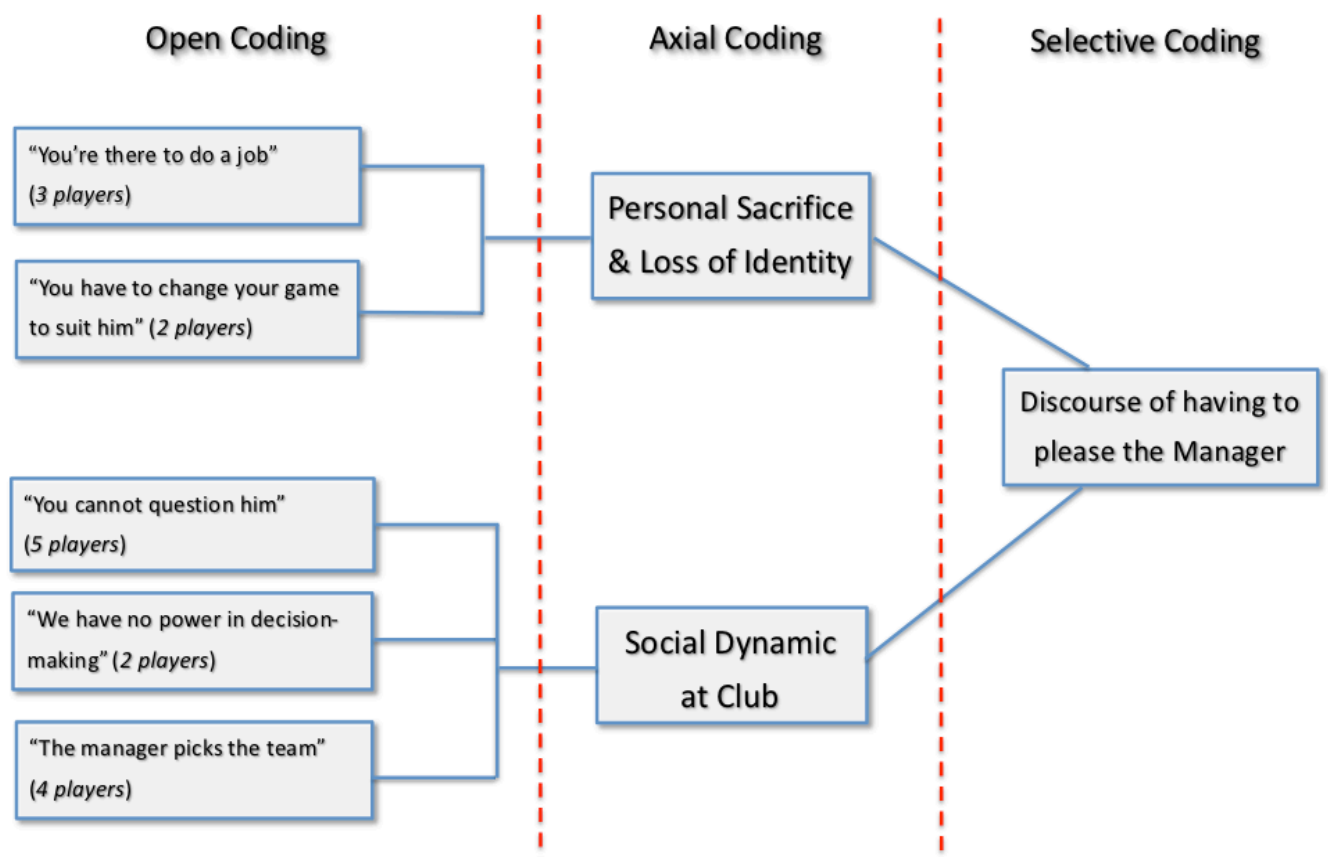 Open Coding
Axial Coding
Selective Coding
“You’re there to do a job”
(3 players)
“You have to change your game
to suit him” (2 players)
Personal Sacrifice
& Loss of Identity
Discourse of having to
please the Manager
“You cannot question him”
(5 players)
“We have no power in decision-
making” (2 players)
“The manager picks the team”
(4 players)
Social Dynamic
at Club